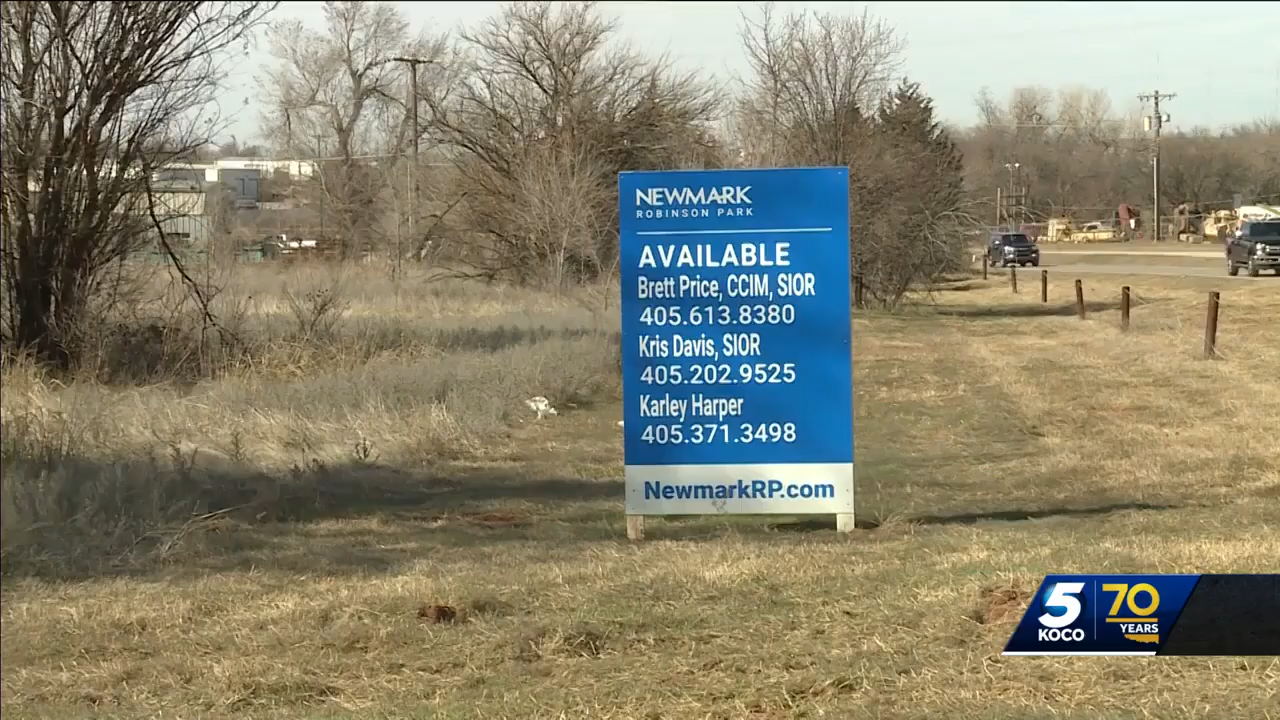 NEWMARK
ROBINSON PARK
AVAILABLE
Brett Price, CCIM, SIOR
405.613.8380
Kris Davis, SIOR
405.202.9525
Karley Harper
405.371.3498
NewmarkRP.com
5 70
KOCO YEARS